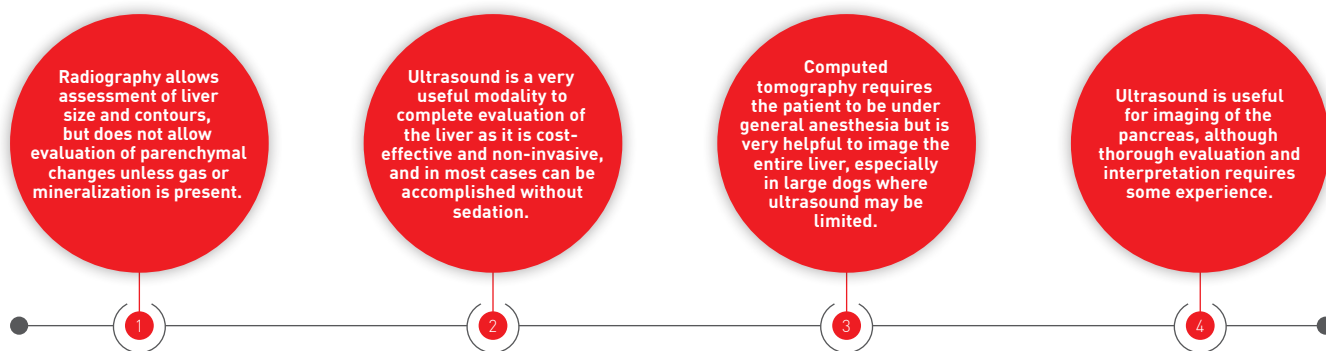 Radiography allows
assessment of liver
size and contours,
but does not allow
evaluation of parenchymal
changes unless gas or
mineralization is present.
Ultrasound is a very
useful modality to
complete evaluation of
the liver as it is cost-
effective and non-invasive,
and in most cases can be
accomplished without
sedation.
Computed
tomography requires
the patient to be under
general anesthesia but is
very helpful to image the
entire liver, especially
in large dogs where
ultrasound may be
limited.
Ultrasound is useful
for imaging of the
pancreas, although
thorough evaluation and
interpretation requires
some experience.
1
2
3
4